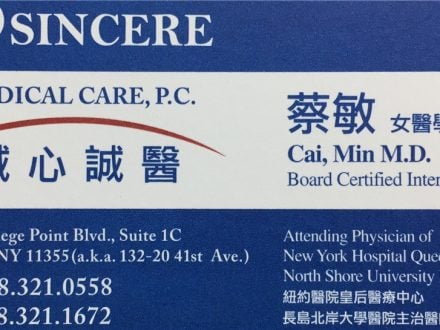 SINCERE
DICAL CARE, P.C.
心誠醫
蔡敏 女醫學
Cai, Min M.D.
Board Certified Inter
ege Point Blvd., Suite 1C
NY 11355(a.k.a. 132-20 41st Ave.)
8.321.0558
8.321.1672
Attending Physician of
New York Hospital Quee
North Shore University
紐約醫院皇后醫療中心
長島北岸大學醫院主治醫